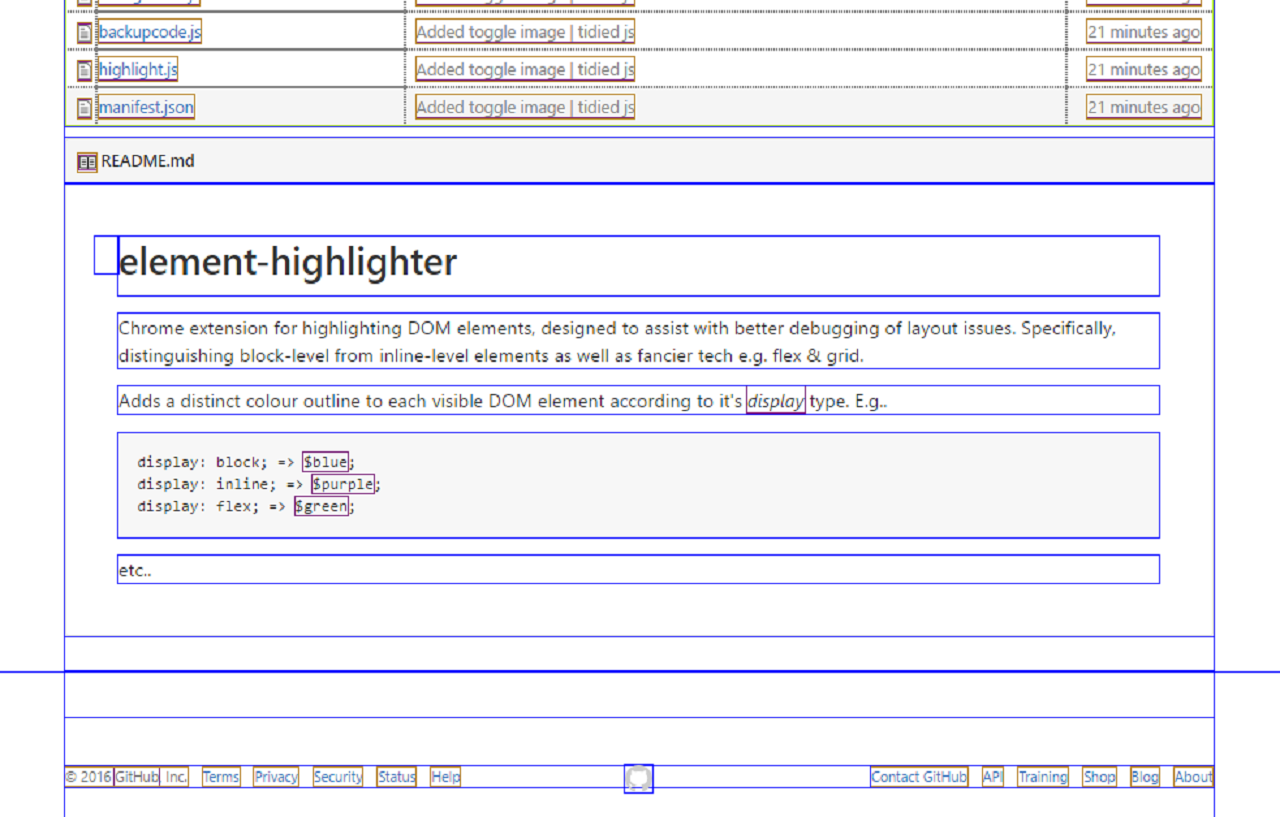 backupcode.js Added toggle image | tidied js 21 minutes ago
highlight.js Added toggle image | tidied js 21 minutes ago
manifest.json Added toggle image | tidied js 21 minutes ago
README.md
element-highlighter
Chrome extension for highlighting DOM elements, designed to assist with better debugging of layout issues. Specifically,
distinguishing block-level from inline-level elements as well as fancier tech e.g. flex & grid.
Adds a distinct colour outline to each visible DOM element according to it's display type. E.g..
display: block; => $blue;
display: inline; => $purple;
display: flex; => $green;
etc..
© 2016 GitHub Inc. Terms Privacy Security Status Help Contact GitHub API Training Shop Blog About